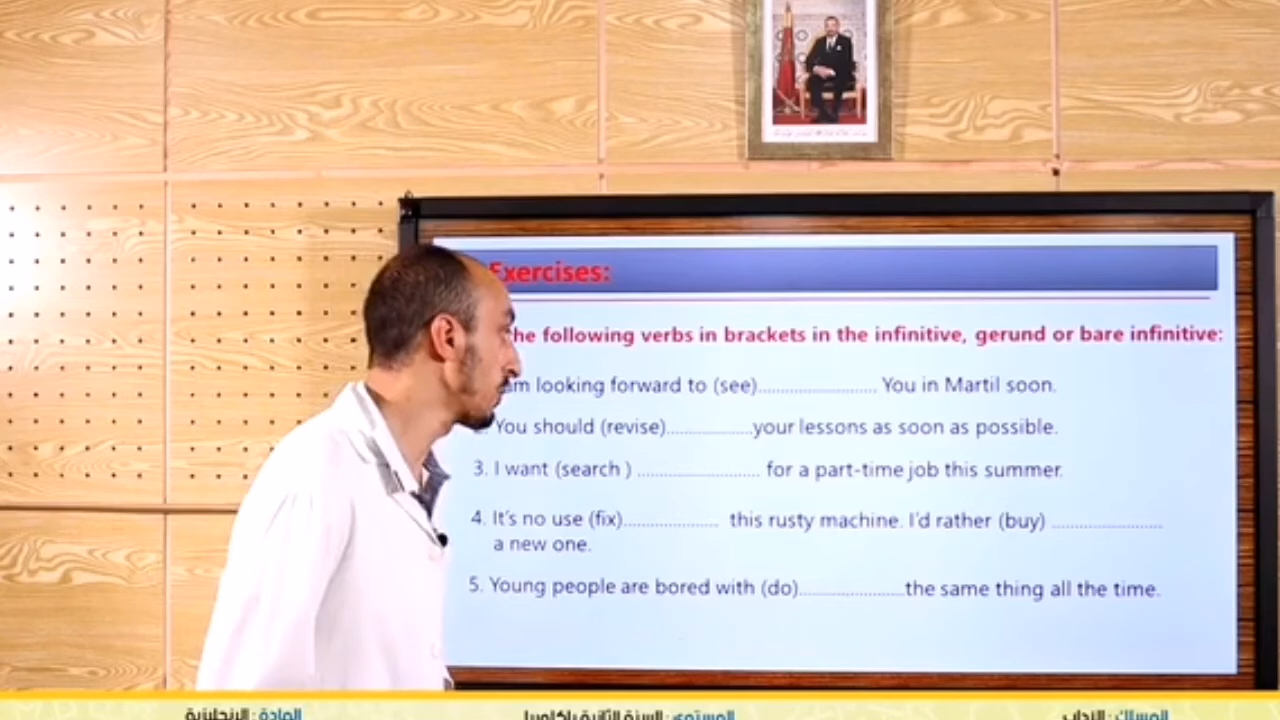 Exercises:
the following verbs in brackets in the infinitive, gerund or bare infinitive:
am looking forward to (see).............................. You in Martil soon.
2. You should (revise)......................your lessons as soon as possible.
3. I want (search ) ............................... for a part-time job this summer.
4. It's no use (fix)........................ this rusty machine. I'd rather (buy) ............................
a new one.
5. Young people are bored with (do)...........................the same thing all the time.
المسلك : الآداب
المستوى : السنة الثانية باكلوريا
المادة : الإنجليزية